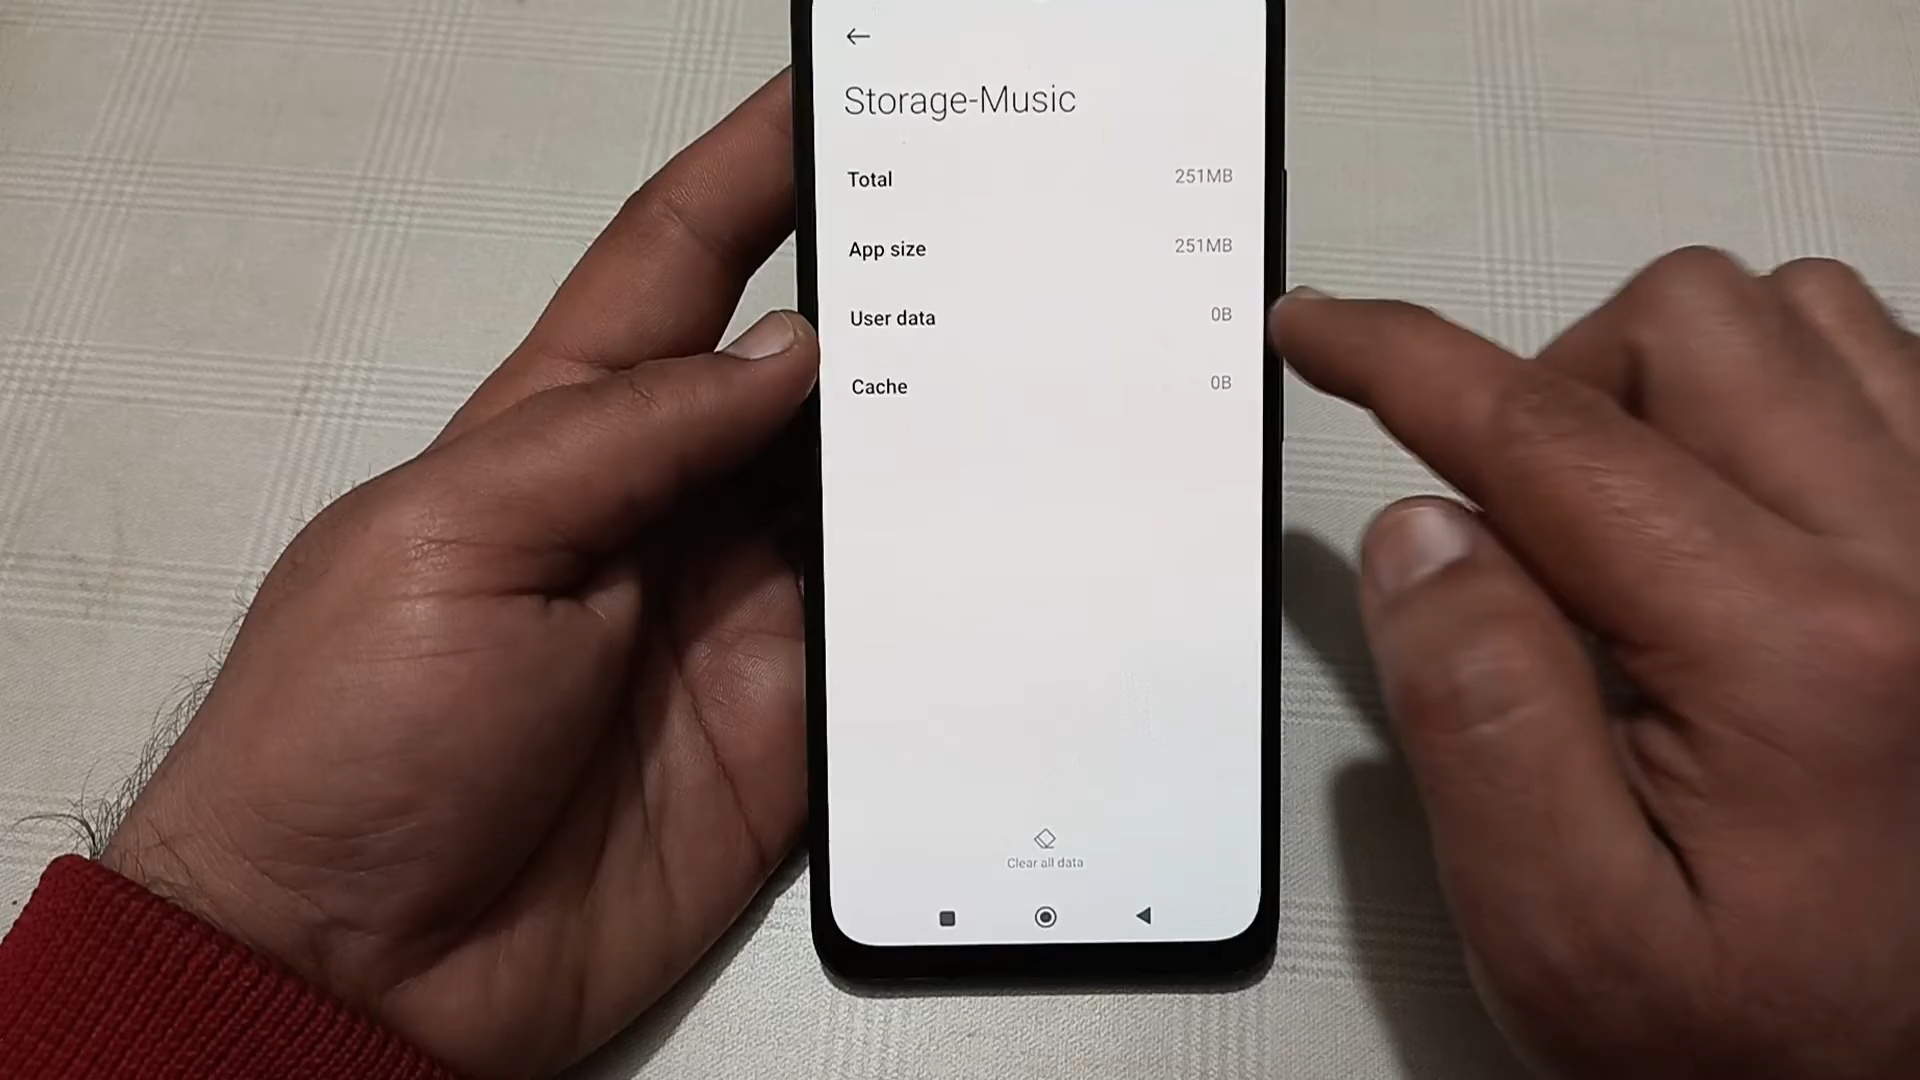 Storage-Music
Total 251MB
App size 251MB
User data 0B
Cache 0B
Clear all data